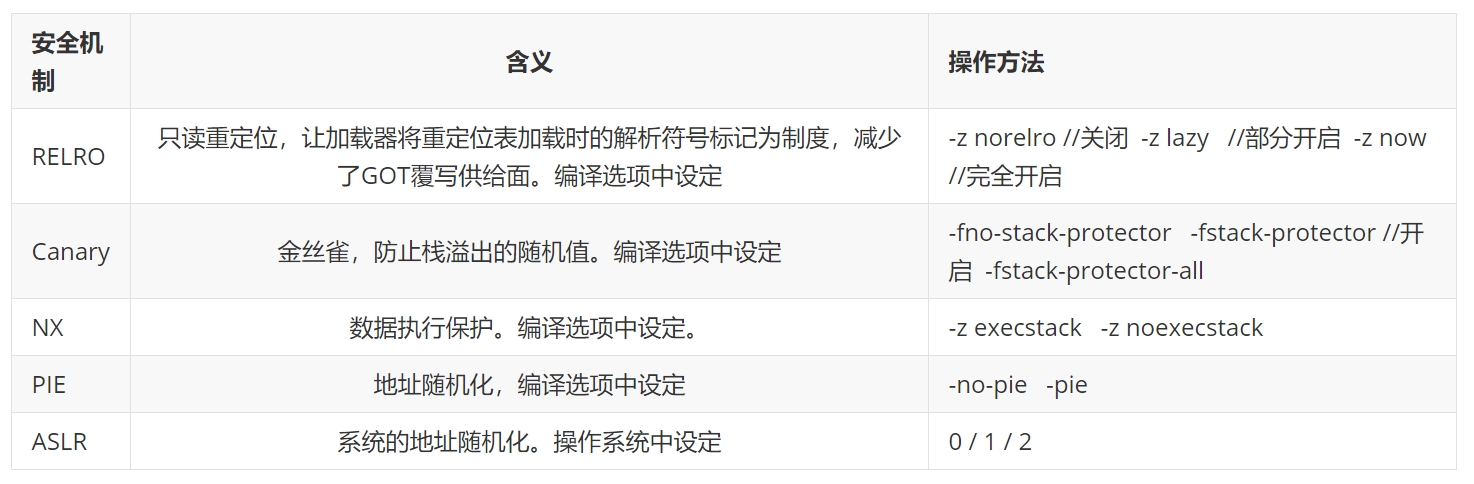 安全机
制
含义
操作方法
RELRO
只读重定位，让加载器将重定位表加载时的解析符号标记为制度，减少
了GOT覆写供给面。编译选项中设定
-z norelro //关闭 -z lazy //部分开启 -z now
//完全开启
Canary
金丝雀，防止栈溢出的随机值。编译选项中设定
-fno-stack-protector -fstack-protector //开
启 -fstack-protector-all
NX
数据执行保护。编译选项中设定。
-z execstack -z noexecstack
PIE
地址随机化，编译选项中设定
-no-pie -pie
ASLR
系统的地址随机化。操作系统中设定
0 / 1 / 2